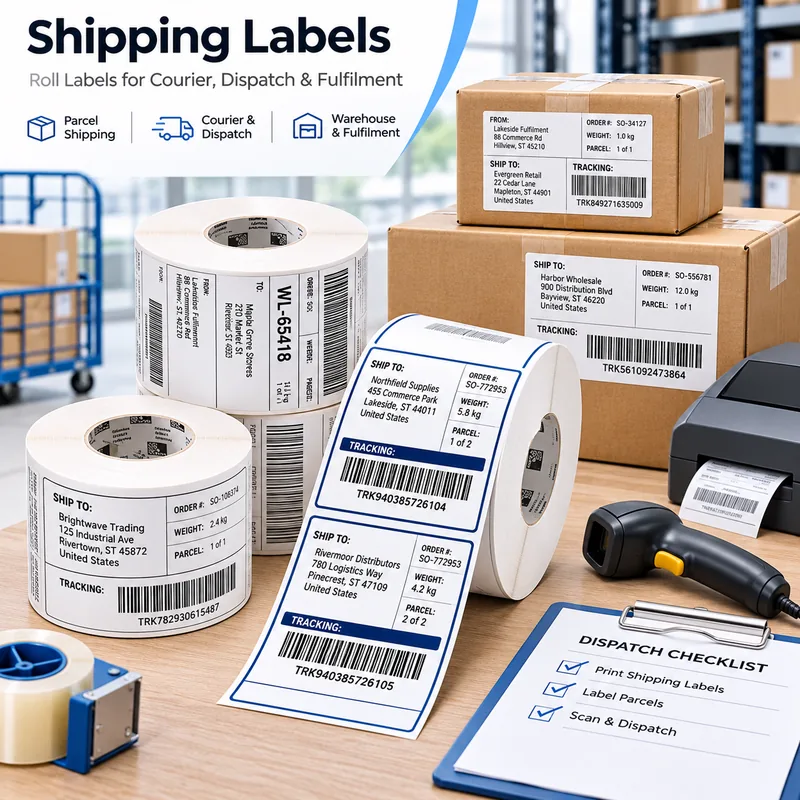 Shipping Labels
Roll Labels for Courier, Dispatch & Fulfilment
Parcel
Shipping
Courier &
Dispatch
Warehouse
& Fulfilment
FROM:
Lakeside Fulfilment
88 Commerce Rd
Hillview, ST 45210
ORDER #: SO-34127
WEIGHT: 1.0 kg
PARCEL: 1 of 1
SHIP TO:
Evergreen Retail
22 Cedar Lane
Mapleton, ST 44901
United States
TRACKING:
TRK849271635009
SHIP TO:
Harbor Wholesale
900 Distribution Blvd
Bayview, ST 46220
United States
ORDER #: SO-556781
WEIGHT: 12.0 kg
PARCEL: 1 of 1
TRACKING:
TRK561092473864
FROM:
TO:
WL-65418
SHIP TO:
Northfield Supplies
455 Commerce Park
Lakeside, ST 44011
United States
ORDER #:
SO-772953
WEIGHT:
5.8 kg
PARCEL:
1 of 2
TRACKING:
TRK940385726104
SHIP TO:
Rivermoor Distributors
780 Logistics Way
Pinecrest, ST 47109
United States
ORDER #:
SO-772953
WEIGHT:
4.2 kg
PARCEL:
2 of 2
TRACKING:
TRK940385726105
SHIP TO:
Brightwave Trading
125 Industrial Ave
Rivertown, ST 45872
United States
ORDER #: SO-108374
WEIGHT: 2.4 kg
PARCEL: 1 of 1
TRACKING:
TRK782930615487
DISPATCH CHECKLIST
Print Shipping Labels
Label Parcels
Scan & Dispatch